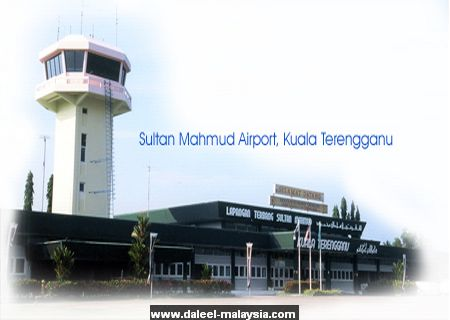 Sultan Mahmud Airport, Kuala Terengganu
SELAMAT DATANG
LAPANGAN TERBANG SULTAN MAHMUD
KUALA TERENGGANU
www.daleel-malaysia.com